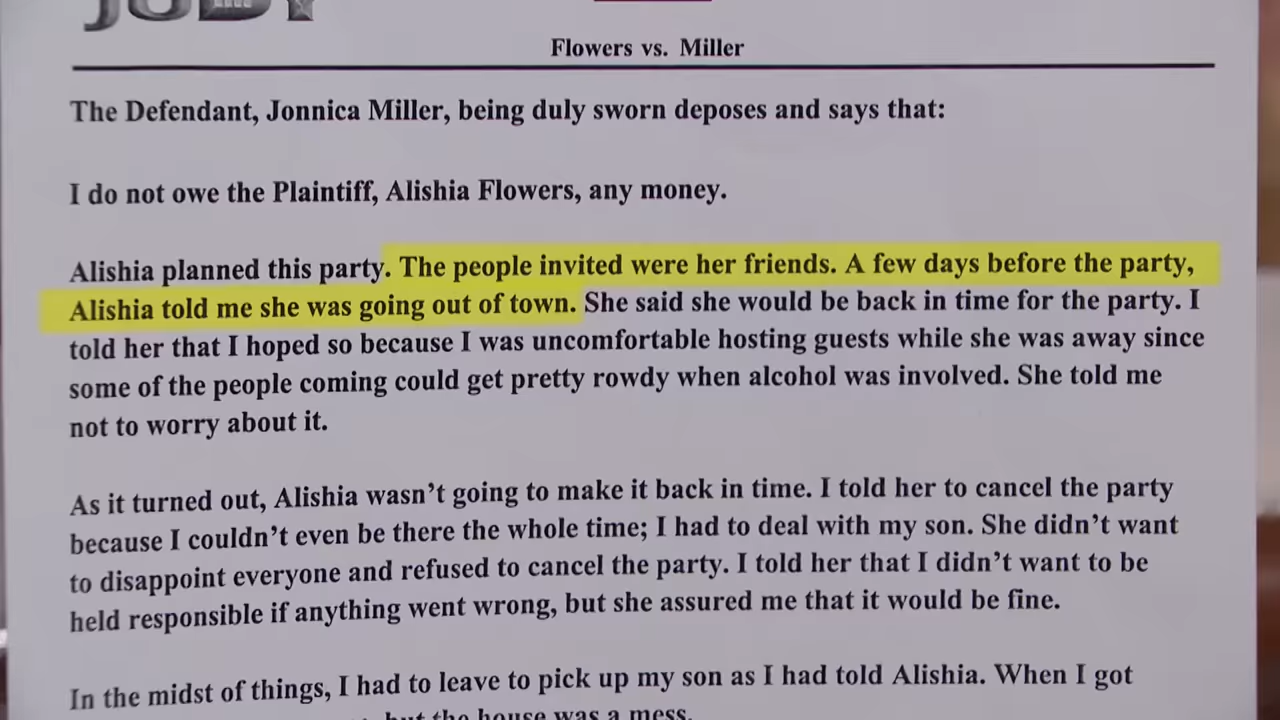 JUDY
Flowers vs. Miller
The Defendant, Jonnica Miller, being duly sworn deposes and says that:
I do not owe the Plaintiff, Alishia Flowers, any money.
Alishia planned this party. The people invited were her friends. A few days before the party,
Alishia told me she was going out of town. She said she would be back in time for the party. I
told her that I hoped so because I was uncomfortable hosting guests while she was away since
some of the people coming could get pretty rowdy when alcohol was involved. She told me
not to worry about it.
As it turned out, Alishia wasn’t going to make it back in time. I told her to cancel the party
because I couldn’t even be there the whole time; I had to deal with my son. She didn’t want
to disappoint everyone and refused to cancel the party. I told her that I didn’t want to be
held responsible if anything went wrong, but she assured me that it would be fine.
In the midst of things, I had to leave to pick up my son as I had told Alishia. When I got
but the house was a mess.